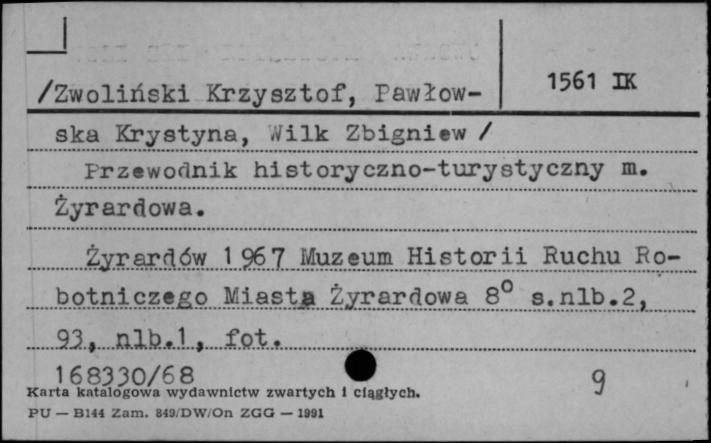 /Zwoliński Krzysztof, Pawłow-
1561 IK
ska Krystyna, Wilk Zbigniew /
Przewodnik historyczno-turystyczny m.
Żyrardowa.
Żyrardów 1967 Muzeum Historii Ruchu Ro-
botniczego Miasta Żyrardowa 8° s.nlb.2,
93, nlb.1, fot.
168330/68
9
Karta katalogowa wydawnictw zwartych i ciągłych.
PU — B144 Zam. 849/DW/On ZGG — 1991